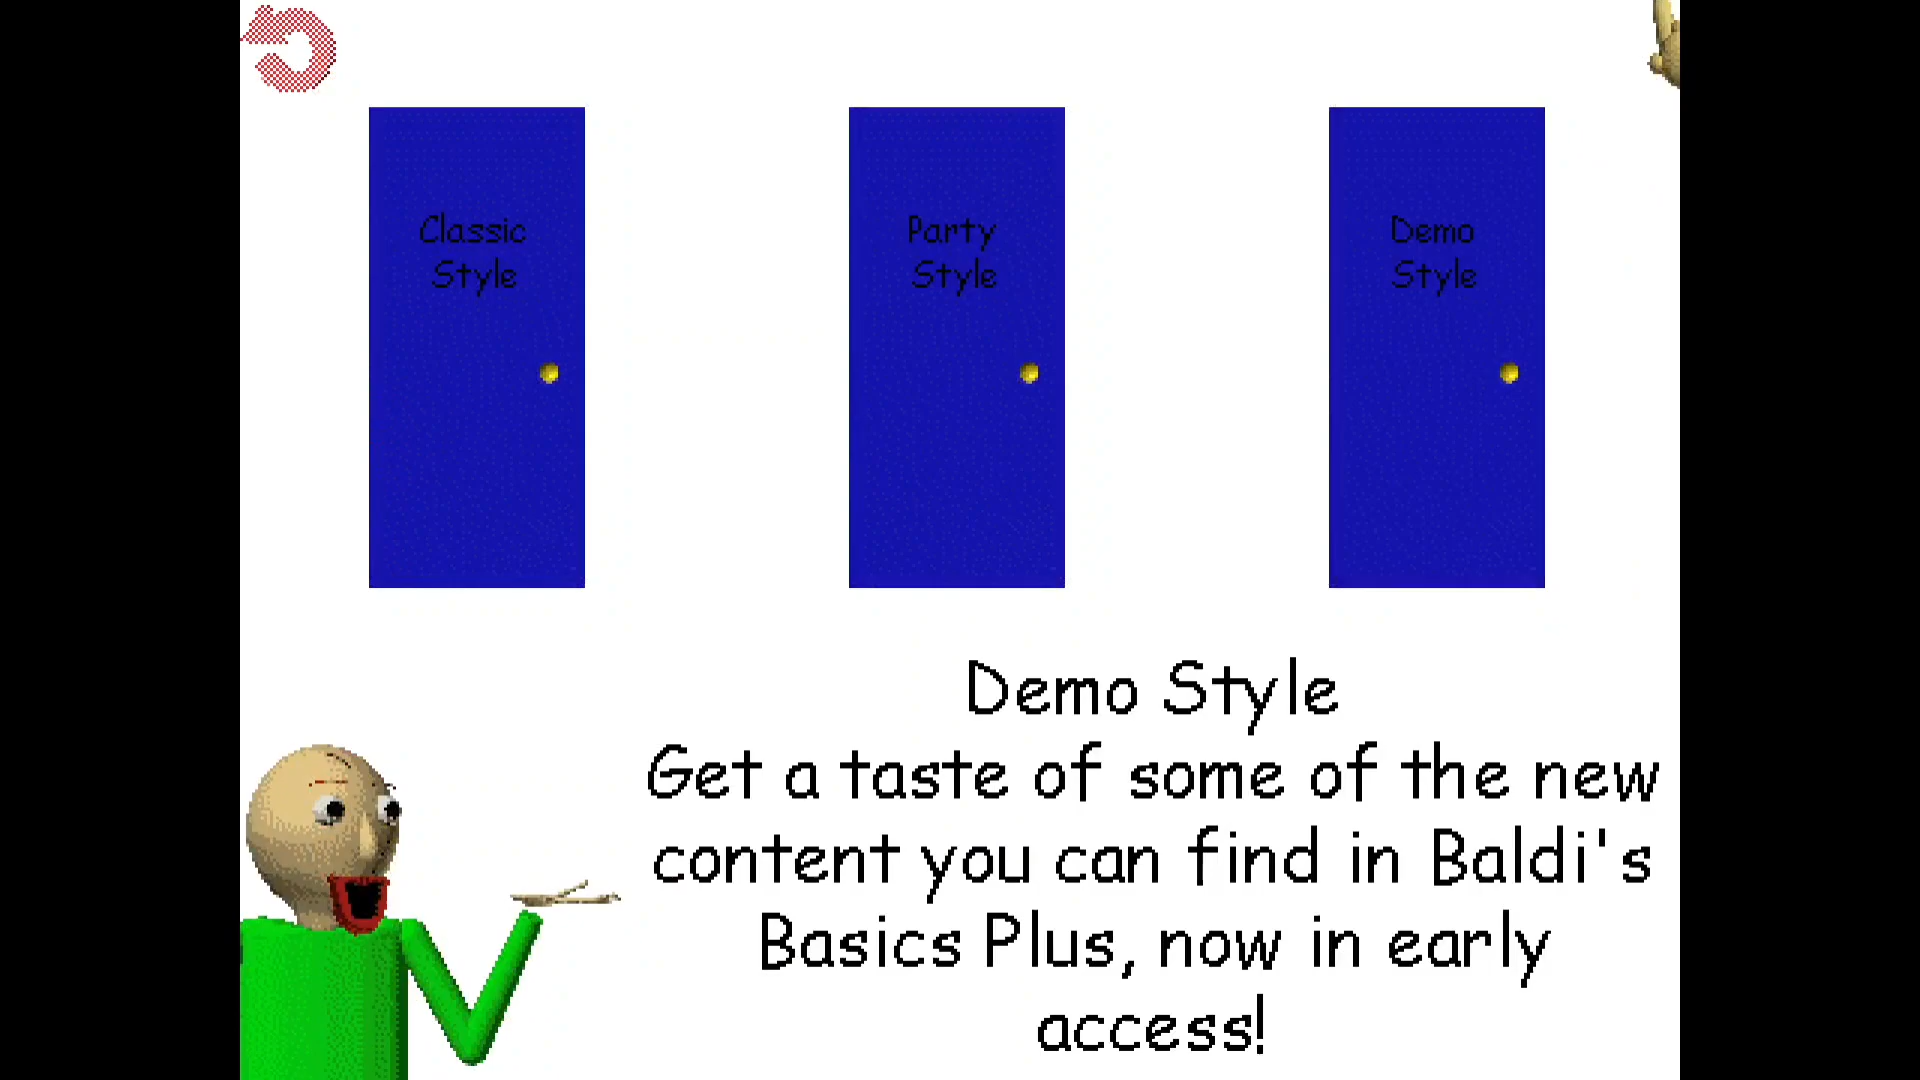 Classic
Style
Party
Style
Demo
Style
Demo Style
Get a taste of some of the new
content you can find in Baldi's
Basics Plus, now in early
access!